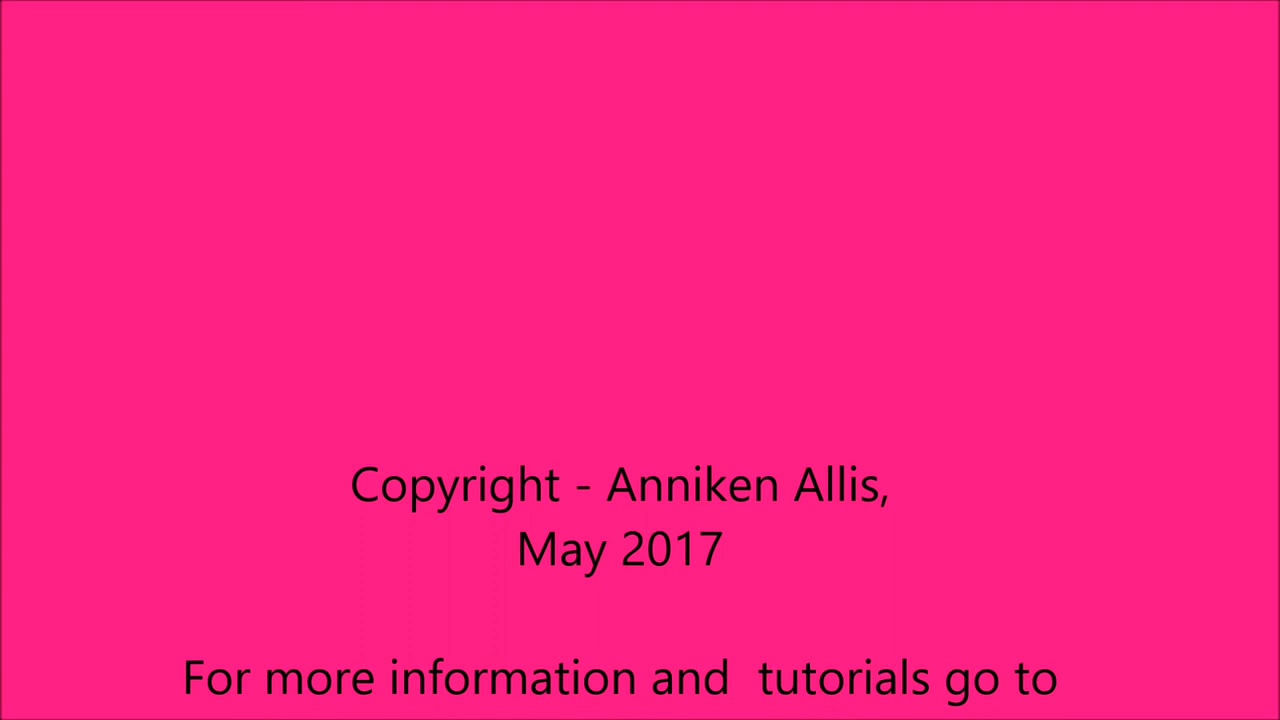 Copyright - Anniken Allis,
May 2017
For more information and  tutorials go to